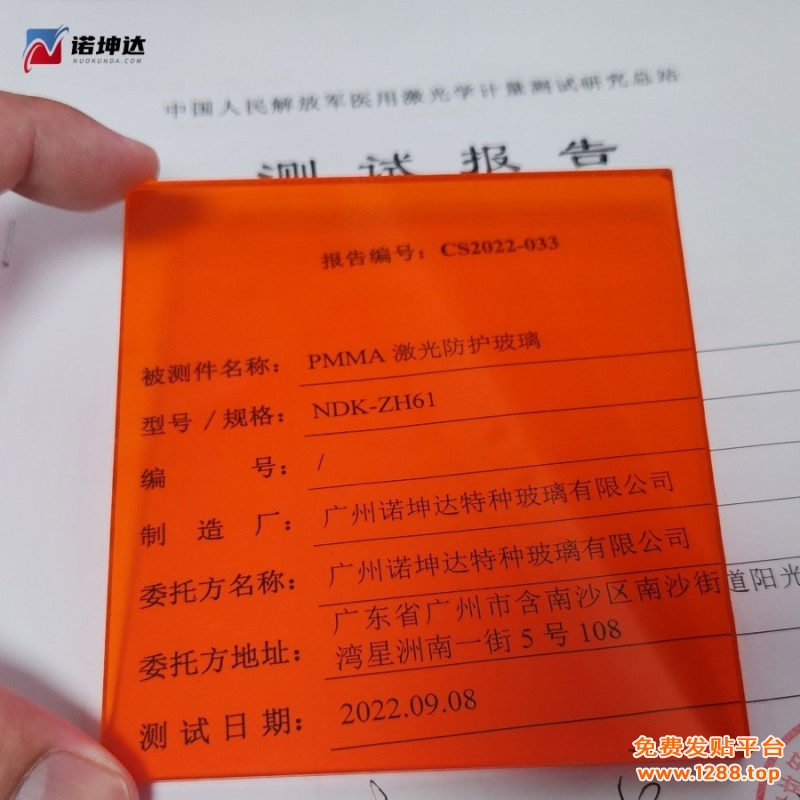 诺坤达
NUOKUNDA.COM
中国人民解放军医用激光学计量测试研究总站
测 试 报 告
报告编号：CS2022-033
被测件名称： PMMA 激光防护玻璃
型号／规格： NDK-ZH61
编 号： /
制 造 厂： 广州诺坤达特种玻璃有限公司
委托方名称： 广州诺坤达特种玻璃有限公司
委托方地址： 广东省广州市含南沙区南沙街道阳光
湾星洲南一街 5 号 108
测 试 日 期： 2022.09.08
免费发贴平台
www.1288.top